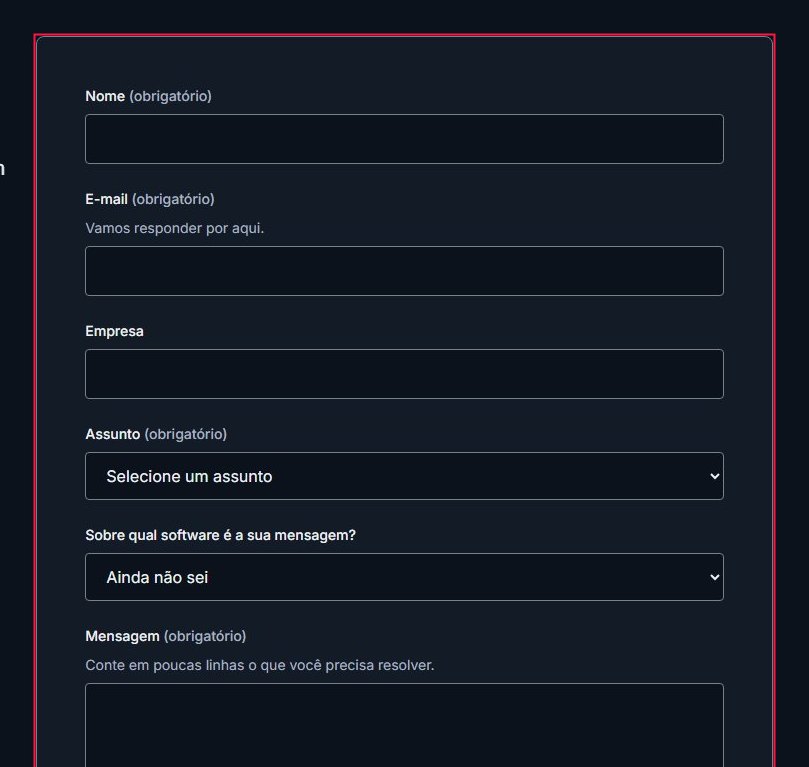 Nome (obrigatório)
E-mail (obrigatório)
Vamos responder por aqui.
Empresa
Assunto (obrigatório)
Selecione um assunto
Sobre qual software é a sua mensagem?
Ainda não sei
Mensagem (obrigatório)
Conte em poucas linhas o que você precisa resolver.